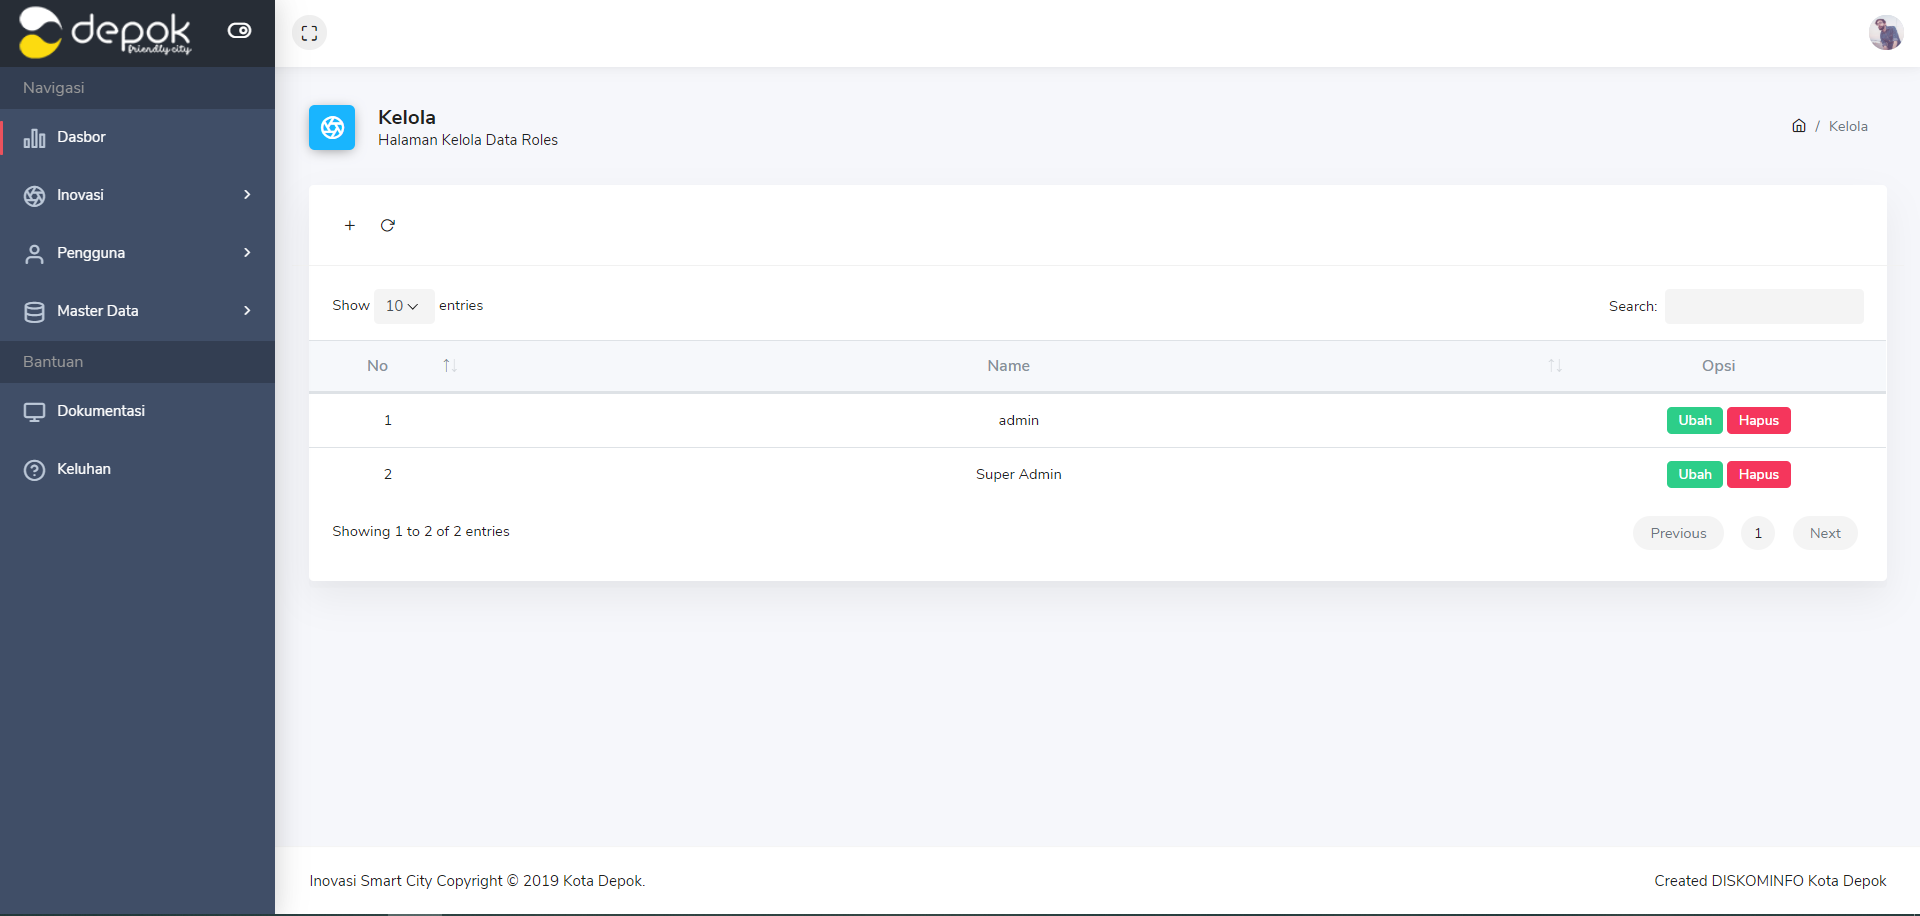 depok
friendly city
Navigasi
Dasbor
Inovasi
Pengguna
Master Data
Bantuan
Dokumentasi
Keluhan
Kelola
Halaman Kelola Data Roles
/ Kelola
Show 10 entries
Search:
No Name Opsi
1 admin Ubah Hapus
2 Super Admin Ubah Hapus
Showing 1 to 2 of 2 entries
Previous 1 Next
Inovasi Smart City Copyright © 2019 Kota Depok.
Created DISKOMINFO Kota Depok